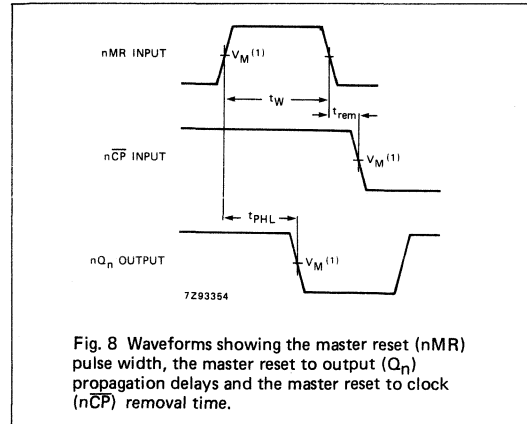 nMR INPUT
V_M (1)
t_W
t_rem
nC̅P̅ INPUT
V_M (1)
t_PHL
nQ_n OUTPUT
V_M (1)
7Z93354
Fig. 8 Waveforms showing the master reset (nMR)
pulse width, the master reset to output (Q_n)
propagation delays and the master reset to clock
(nC̅P̅) removal time.